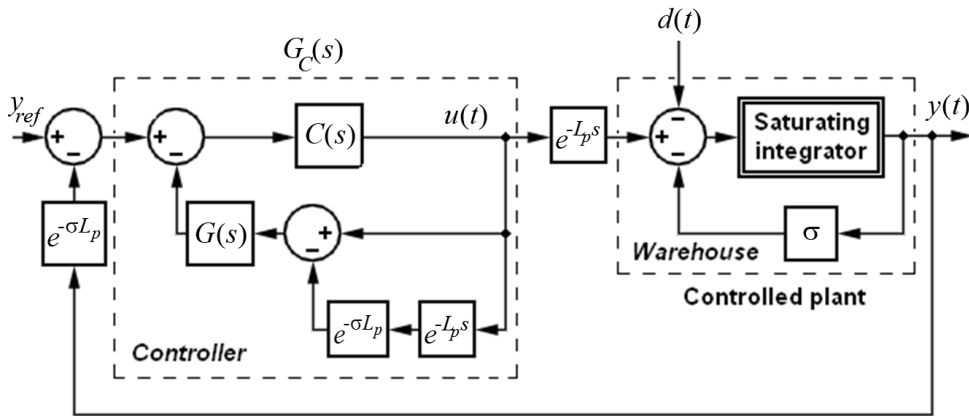 d(t)
G_C(s)
y_ref
+
−
+
−
C(s)
u(t)
e^{-L_p s}
+
−
−
Saturating
integrator
y(t)
e^{-σL_p}
G(s)
−
+
σ
Warehouse
Controlled plant
e^{-σL_p}
e^{-L_p s}
Controller